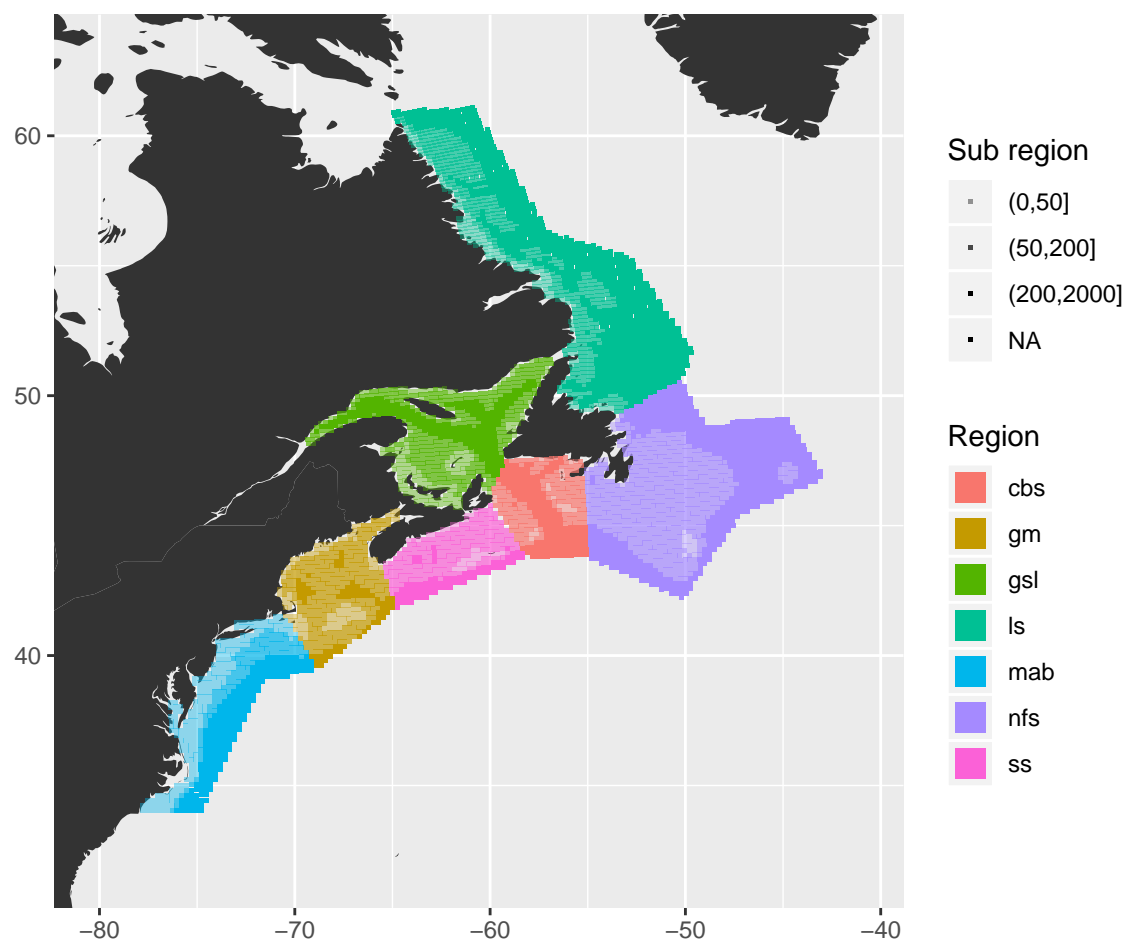 60
50
40
−80
−70
−60
−50
−40
Sub region
(0,50]
(50,200]
(200,2000]
NA
Region
cbs
gm
gsl
ls
mab
nfs
ss